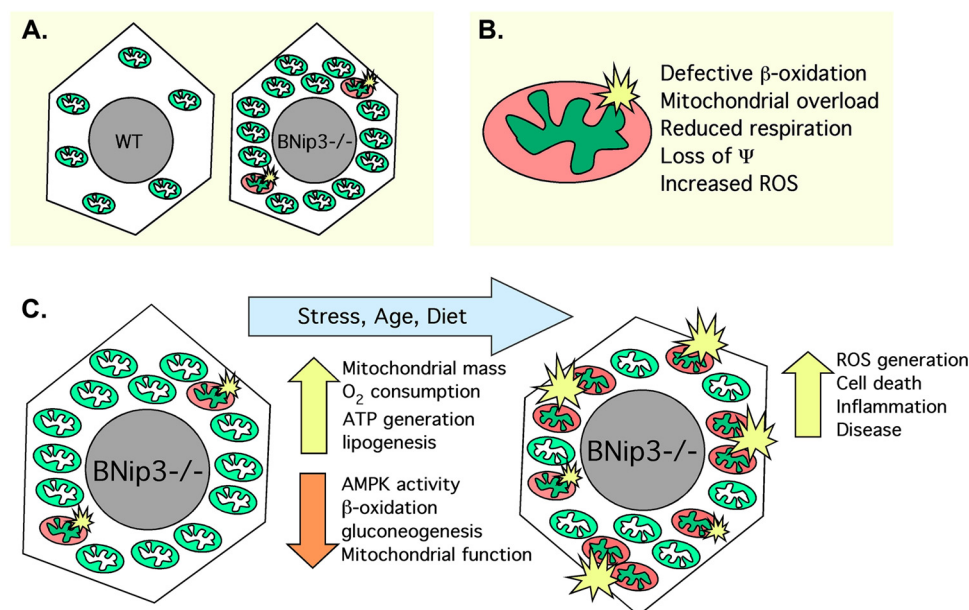 A.
WT
BNip3-/-
B.
Defective β-oxidation
Mitochondrial overload
Reduced respiration
Loss of Ψ
Increased ROS
C.
Stress, Age, Diet
BNip3-/-
Mitochondrial mass
O2 consumption
ATP generation
lipogenesis
AMPK activity
β-oxidation
gluconeogenesis
Mitochondrial function
BNip3-/-
ROS generation
Cell death
Inflammation
Disease